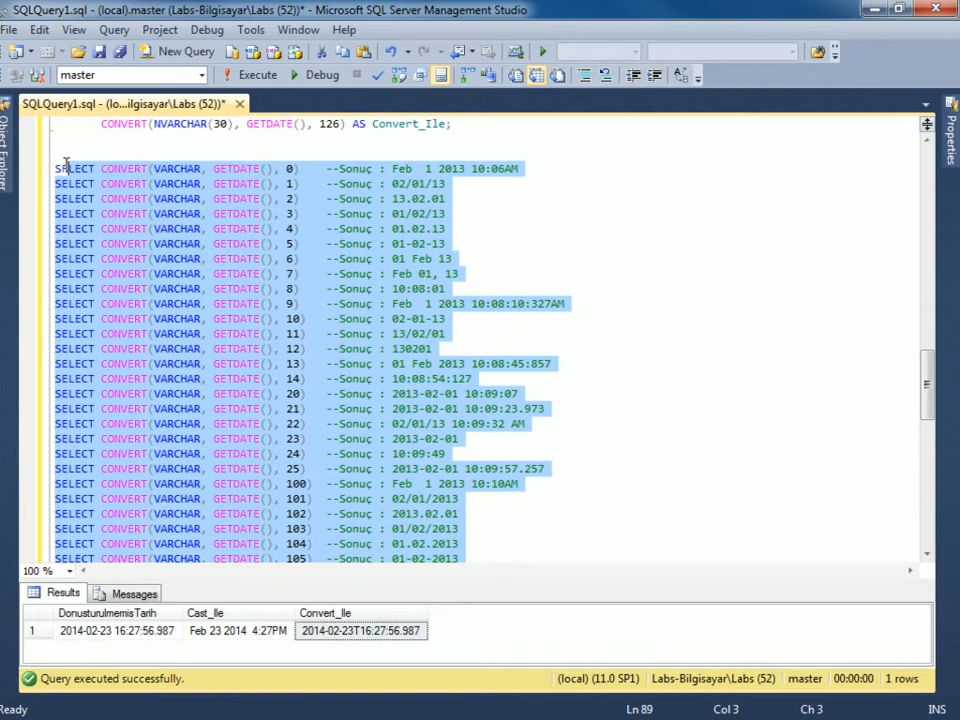 SQLQuery1.sql - (local).master (Labs-Bilgisayar\Labs (52))* - Microsoft SQL Server Management Studio
File Edit View Query Project Debug Tools Window Help
New Query
master Execute Debug
SQLQuery1.sql - (lo...ilgisayar\Labs (52))*
Object Explorer
Properties
CONVERT(NVARCHAR(30), GETDATE(), 126) AS Convert_Ile;
SELECT CONVERT(VARCHAR, GETDATE(), 0) --Sonuç : Feb  1 2013 10:06AM
SELECT CONVERT(VARCHAR, GETDATE(), 1) --Sonuç : 02/01/13
SELECT CONVERT(VARCHAR, GETDATE(), 2) --Sonuç : 13.02.01
SELECT CONVERT(VARCHAR, GETDATE(), 3) --Sonuç : 01/02/13
SELECT CONVERT(VARCHAR, GETDATE(), 4) --Sonuç : 01.02.13
SELECT CONVERT(VARCHAR, GETDATE(), 5) --Sonuç : 01-02-13
SELECT CONVERT(VARCHAR, GETDATE(), 6) --Sonuç : 01 Feb 13
SELECT CONVERT(VARCHAR, GETDATE(), 7) --Sonuç : Feb 01, 13
SELECT CONVERT(VARCHAR, GETDATE(), 8) --Sonuç : 10:08:01
SELECT CONVERT(VARCHAR, GETDATE(), 9) --Sonuç : Feb  1 2013 10:08:10:327AM
SELECT CONVERT(VARCHAR, GETDATE(), 10) --Sonuç : 02-01-13
SELECT CONVERT(VARCHAR, GETDATE(), 11) --Sonuç : 13/02/01
SELECT CONVERT(VARCHAR, GETDATE(), 12) --Sonuç : 130201
SELECT CONVERT(VARCHAR, GETDATE(), 13) --Sonuç : 01 Feb 2013 10:08:45:857
SELECT CONVERT(VARCHAR, GETDATE(), 14) --Sonuç : 10:08:54:127
SELECT CONVERT(VARCHAR, GETDATE(), 20) --Sonuç : 2013-02-01 10:09:07
SELECT CONVERT(VARCHAR, GETDATE(), 21) --Sonuç : 2013-02-01 10:09:23.973
SELECT CONVERT(VARCHAR, GETDATE(), 22) --Sonuç : 02/01/13 10:09:32 AM
SELECT CONVERT(VARCHAR, GETDATE(), 23) --Sonuç : 2013-02-01
SELECT CONVERT(VARCHAR, GETDATE(), 24) --Sonuç : 10:09:49
SELECT CONVERT(VARCHAR, GETDATE(), 25) --Sonuç : 2013-02-01 10:09:57.257
SELECT CONVERT(VARCHAR, GETDATE(), 100) --Sonuç : Feb  1 2013 10:10AM
SELECT CONVERT(VARCHAR, GETDATE(), 101) --Sonuç : 02/01/2013
SELECT CONVERT(VARCHAR, GETDATE(), 102) --Sonuç : 2013.02.01
SELECT CONVERT(VARCHAR, GETDATE(), 103) --Sonuç : 01/02/2013
SELECT CONVERT(VARCHAR, GETDATE(), 104) --Sonuç : 01.02.2013
SELECT CONVERT(VARCHAR, GETDATE(), 105) --Sonuç : 01-02-2013
100 %
Results Messages
DonusturulmemisTarih Cast_Ile Convert_Ile
1 2014-02-23 16:27:56.987 Feb 23 2014  4:27PM 2014-02-23T16:27:56.987
Query executed successfully. (local) (11.0 SP1) Labs-Bilgisayar\Labs (52) master 00:00:00 1 rows
Ready Ln 89 Col 3 Ch 3 INS